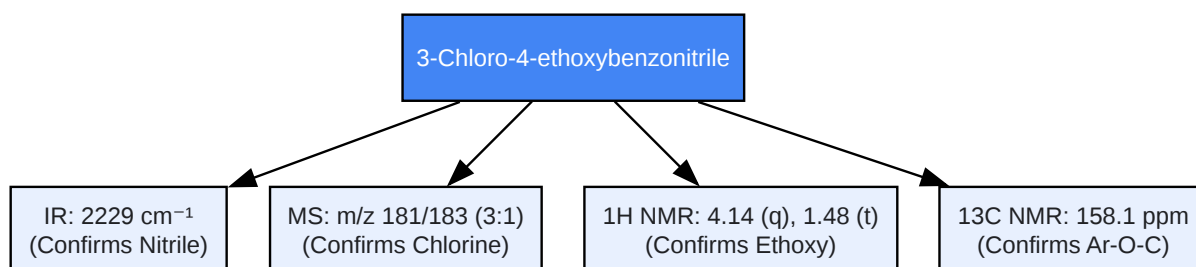 3-Chloro-4-ethoxybenzonitrile
IR: 2229 cm⁻¹
(Confirms Nitrile)
MS: m/z 181/183 (3:1)
(Confirms Chlorine)
1H NMR: 4.14 (q), 1.48 (t)
(Confirms Ethoxy)
13C NMR: 158.1 ppm
(Confirms Ar-O-C)